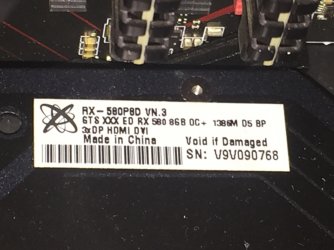 RX-580P8D VN.3
GTS XXX ED RX 580 8GB OC+ 1386M D5 BP
3xDP HDMI DVI
Made in China Void if Damaged
SN: V9V090768